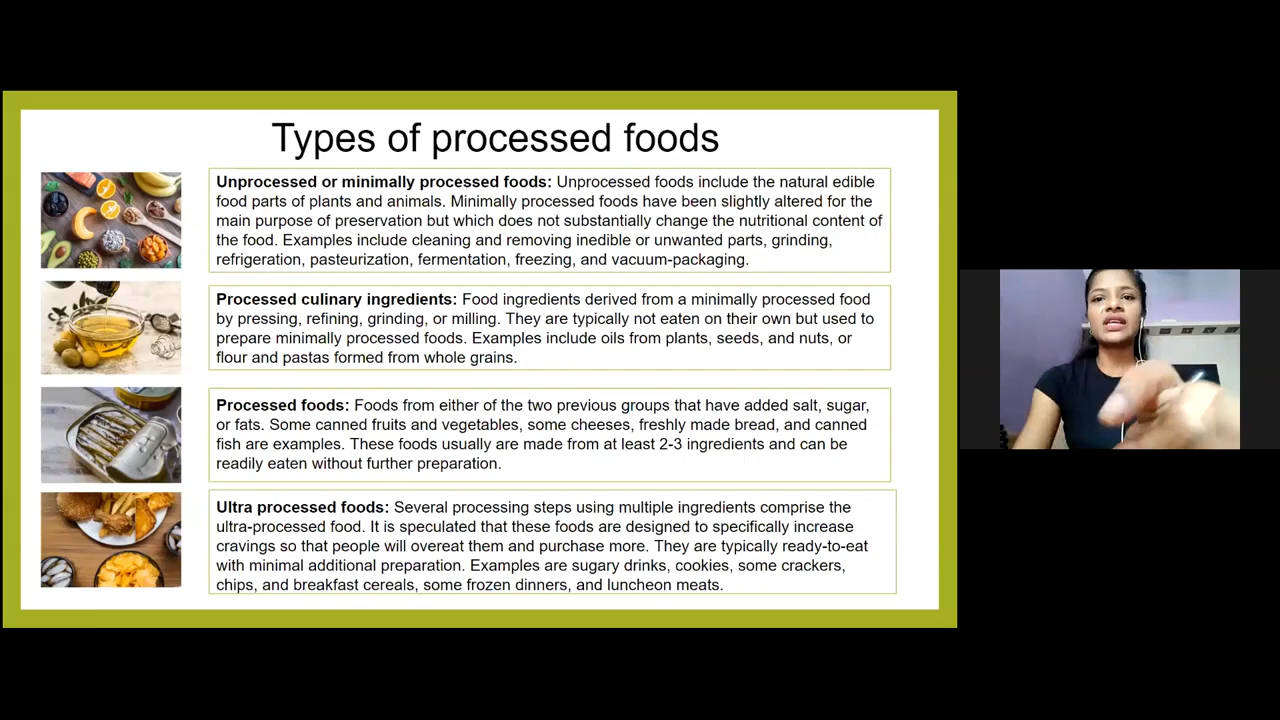 Types of processed foods
Unprocessed or minimally processed foods: Unprocessed foods include the natural edible
food parts of plants and animals. Minimally processed foods have been slightly altered for the
main purpose of preservation but which does not substantially change the nutritional content of
the food. Examples include cleaning and removing inedible or unwanted parts, grinding,
refrigeration, pasteurization, fermentation, freezing, and vacuum-packaging.
Processed culinary ingredients: Food ingredients derived from a minimally processed food
by pressing, refining, grinding, or milling. They are typically not eaten on their own but used to
prepare minimally processed foods. Examples include oils from plants, seeds, and nuts, or
flour and pastas formed from whole grains.
Processed foods: Foods from either of the two previous groups that have added salt, sugar,
or fats. Some canned fruits and vegetables, some cheeses, freshly made bread, and canned
fish are examples. These foods usually are made from at least 2-3 ingredients and can be
readily eaten without further preparation.
Ultra processed foods: Several processing steps using multiple ingredients comprise the
ultra-processed food. It is speculated that these foods are designed to specifically increase
cravings so that people will overeat them and purchase more. They are typically ready-to-eat
with minimal additional preparation. Examples are sugary drinks, cookies, some crackers,
chips, and breakfast cereals, some frozen dinners, and luncheon meats.